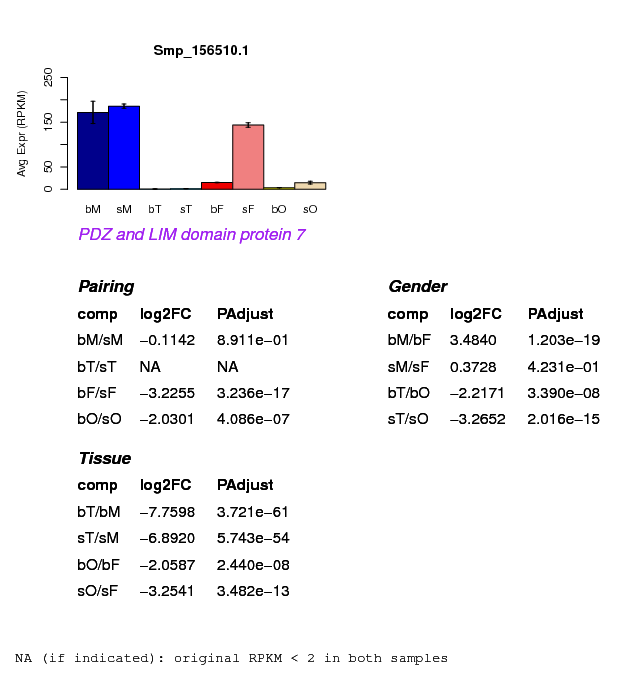 Smp_156510.1
Avg Expr (RPKM)
0 50 150 250
bM sM bT sT bF sF bO sO
PDZ and LIM domain protein 7
Pairing
comp log2FC PAdjust
bM/sM −0.1142 8.911e−01
bT/sT NA NA
bF/sF −3.2255 3.236e−17
bO/sO −2.0301 4.086e−07
Gender
comp log2FC PAdjust
bM/bF 3.4840 1.203e−19
sM/sF 0.3728 4.231e−01
bT/bO −2.2171 3.390e−08
sT/sO −3.2652 2.016e−15
Tissue
comp log2FC PAdjust
bT/bM −7.7598 3.721e−61
sT/sM −6.8920 5.743e−54
bO/bF −2.0587 2.440e−08
sO/sF −3.2541 3.482e−13
NA (if indicated): original RPKM < 2 in both samples